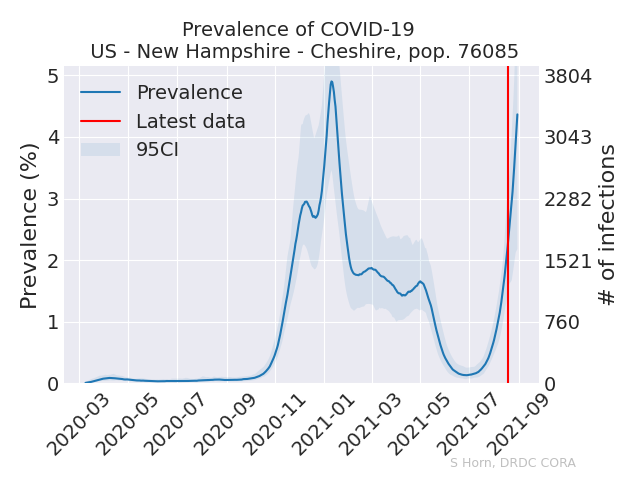 Prevalence of COVID-19
US - New Hampshire - Cheshire, pop. 76085
Prevalence
Latest data
95CI
Prevalence (%)
5
4
3
2
1
0
3804
3043
2282
1521
760
0
# of infections
2020-03
2020-05
2020-07
2020-09
2020-11
2021-01
2021-03
2021-05
2021-07
2021-09
S Horn, DRDC CORA